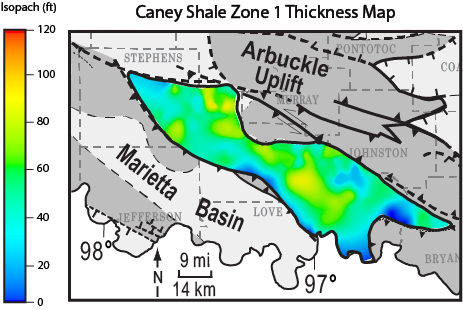 Isopach (ft)
Caney Shale Zone 1 Thickness Map
120
100
80
60
40
20
0
STEPHENS
Arbuckle
Uplift
PONTOTOC
COA
MURRAY
JOHNSTON
Marietta
Basin
JEFFERSON
LOVE
BRYAN
98°
N
9 mi
14 km
97°